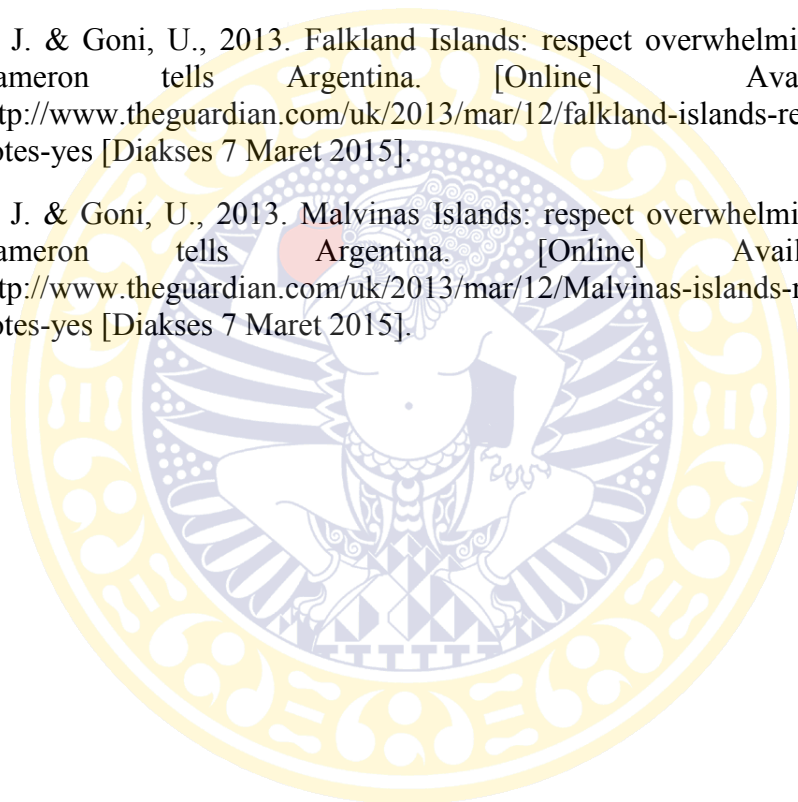 J. & Goni, U., 2013. Falkland Islands: respect overwhelmi
ameron tells Argentina. [Online] Ava
tp://www.theguardian.com/uk/2013/mar/12/falkland-islands-re
otes-yes [Diakses 7 Maret 2015].
J. & Goni, U., 2013. Malvinas Islands: respect overwhelmi
ameron tells Argentina. [Online] Avail
tp://www.theguardian.com/uk/2013/mar/12/Malvinas-islands-r
otes-yes [Diakses 7 Maret 2015].